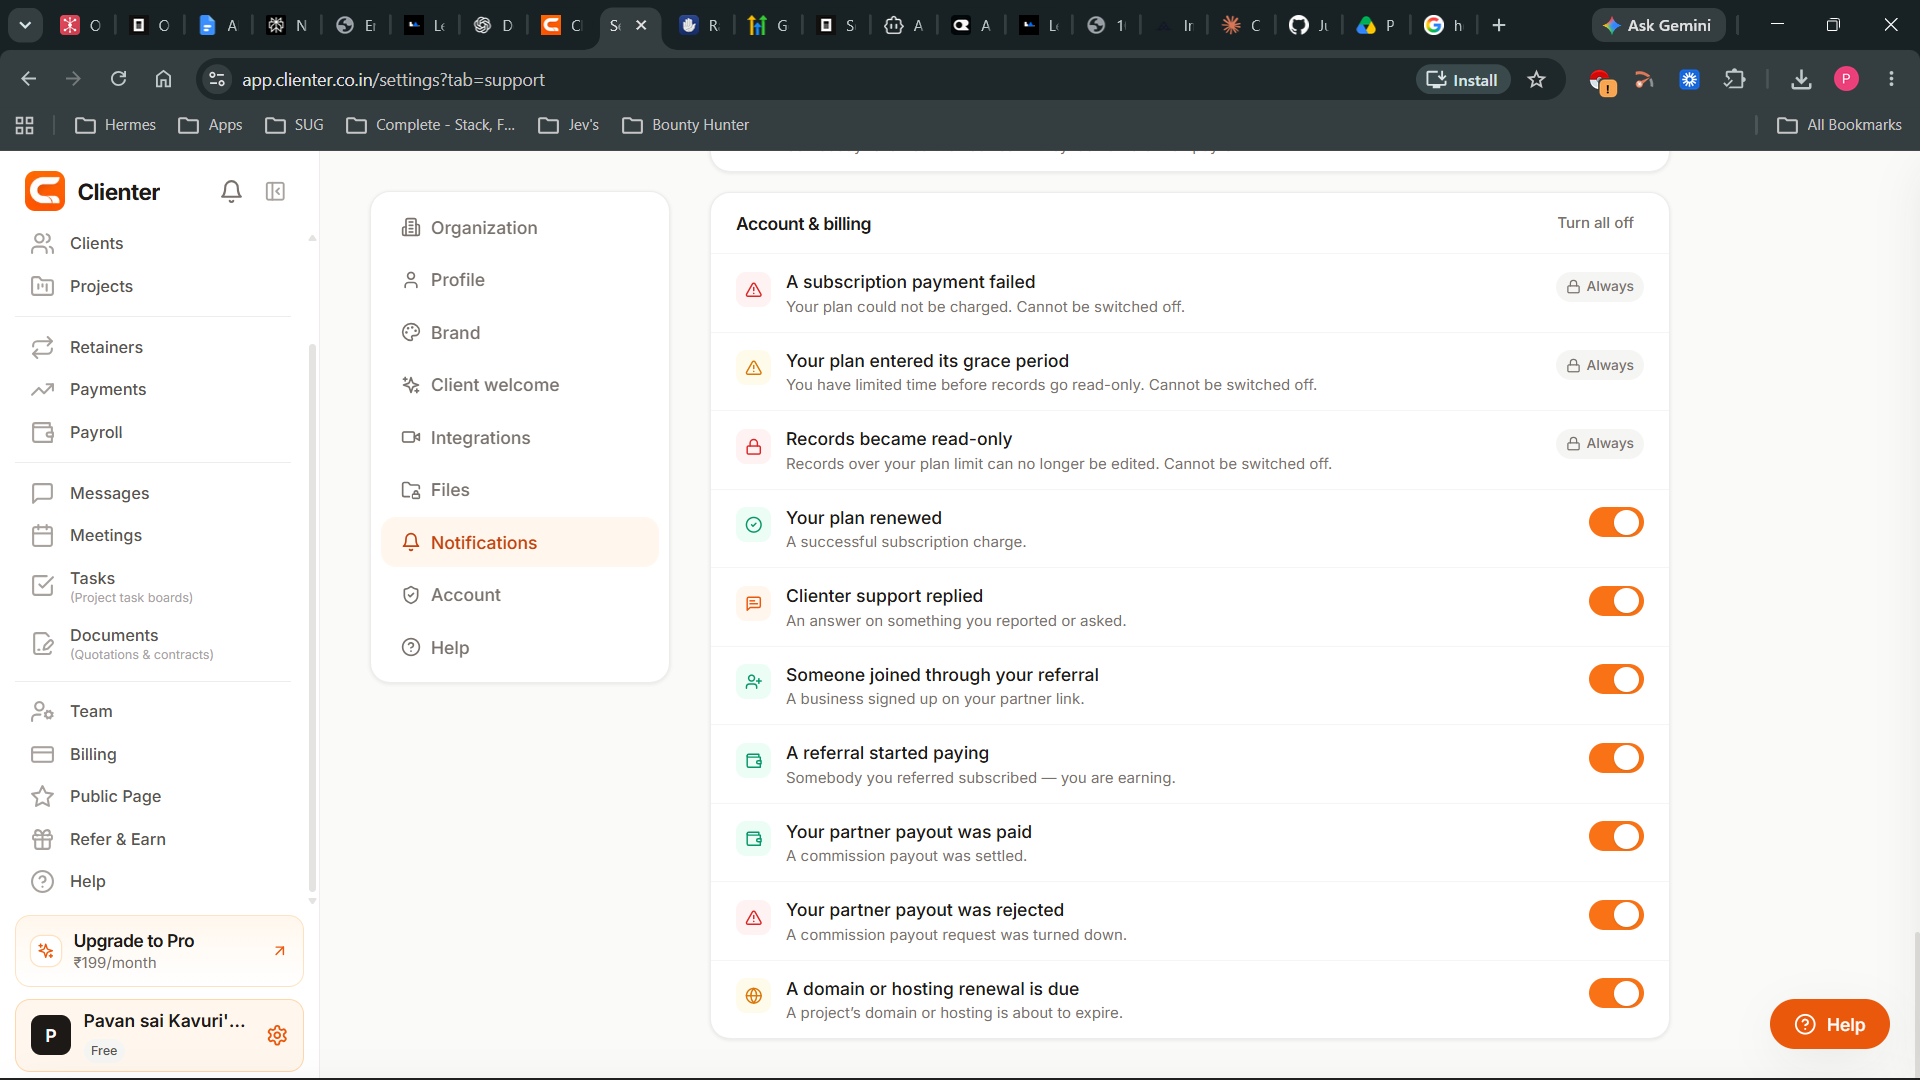 O
O
A
N
Er
Le
D
Cl
Se
R
G
S
A
A
Le
10
In
C
Ju
P
h
Ask Gemini
app.clienter.co.in/settings?tab=support
Install
P
Hermes
Apps
SUG
Complete - Stack, F...
Jev's
Bounty Hunter
All Bookmarks
Clienter
Clients
Projects
Retainers
Payments
Payroll
Messages
Meetings
Tasks
(Project task boards)
Documents
(Quotations & contracts)
Team
Billing
Public Page
Refer & Earn
Help
Upgrade to Pro
₹199/month
P
Pavan sai Kavuri'...
Free
Organization
Profile
Brand
Client welcome
Integrations
Files
Notifications
Account
Help
Account & billing
Turn all off
A subscription payment failed
Your plan could not be charged. Cannot be switched off.
Always
Your plan entered its grace period
You have limited time before records go read-only. Cannot be switched off.
Always
Records became read-only
Records over your plan limit can no longer be edited. Cannot be switched off.
Always
Your plan renewed
A successful subscription charge.
Clienter support replied
An answer on something you reported or asked.
Someone joined through your referral
A business signed up on your partner link.
A referral started paying
Somebody you referred subscribed — you are earning.
Your partner payout was paid
A commission payout was settled.
Your partner payout was rejected
A commission payout request was turned down.
A domain or hosting renewal is due
A project's domain or hosting is about to expire.
Help